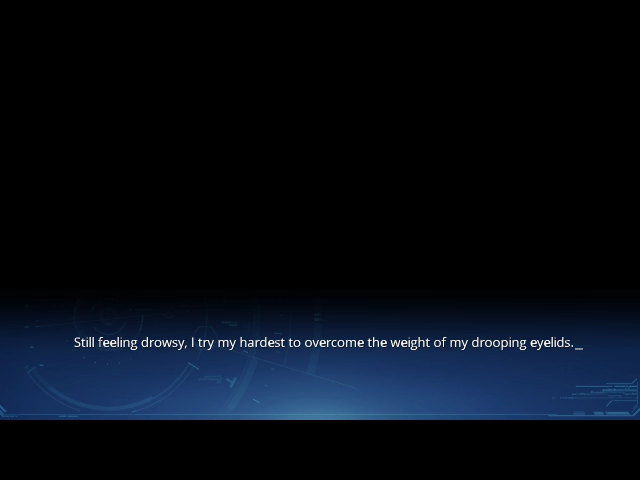 Still feeling drowsy, I try my hardest to overcome the weight of my drooping eyelids._